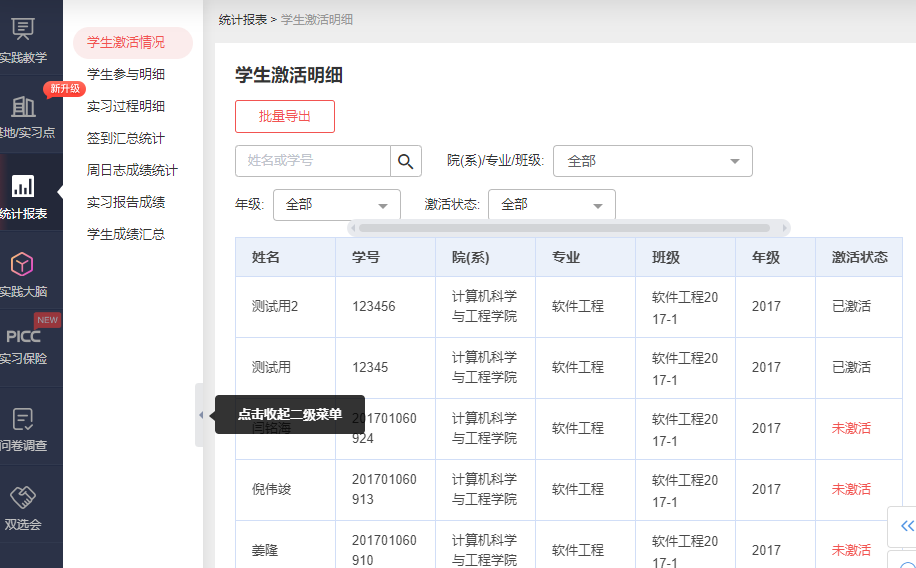 实践教学
新升级
基地/实习点
统计报表
实践大脑
NEW
PICC
实习保险
问卷调查
双选会
学生激活情况
学生参与明细
实习过程明细
签到汇总统计
周日志成绩统计
实习报告成绩
学生成绩汇总
统计报表 > 学生激活明细
学生激活明细
批量导出
姓名或学号
院(系)/专业/班级: 全部
年级: 全部 激活状态: 全部
姓名 学号 院(系) 专业 班级 年级 激活状态
测试用2 123456 计算机科学与工程学院 软件工程 软件工程2017-1 2017 已激活
测试用 12345 计算机科学与工程学院 软件工程 软件工程2017-1 2017 已激活
点击收起二级菜单
闫铭海 201701060924 计算机科学与工程学院 软件工程 软件工程2017-1 2017 未激活
倪伟竣 201701060913 计算机科学与工程学院 软件工程 软件工程2017-1 2017 未激活
姜隆 201701060910 计算机科学与工程学院 软件工程 软件工程2017-1 2017 未激活